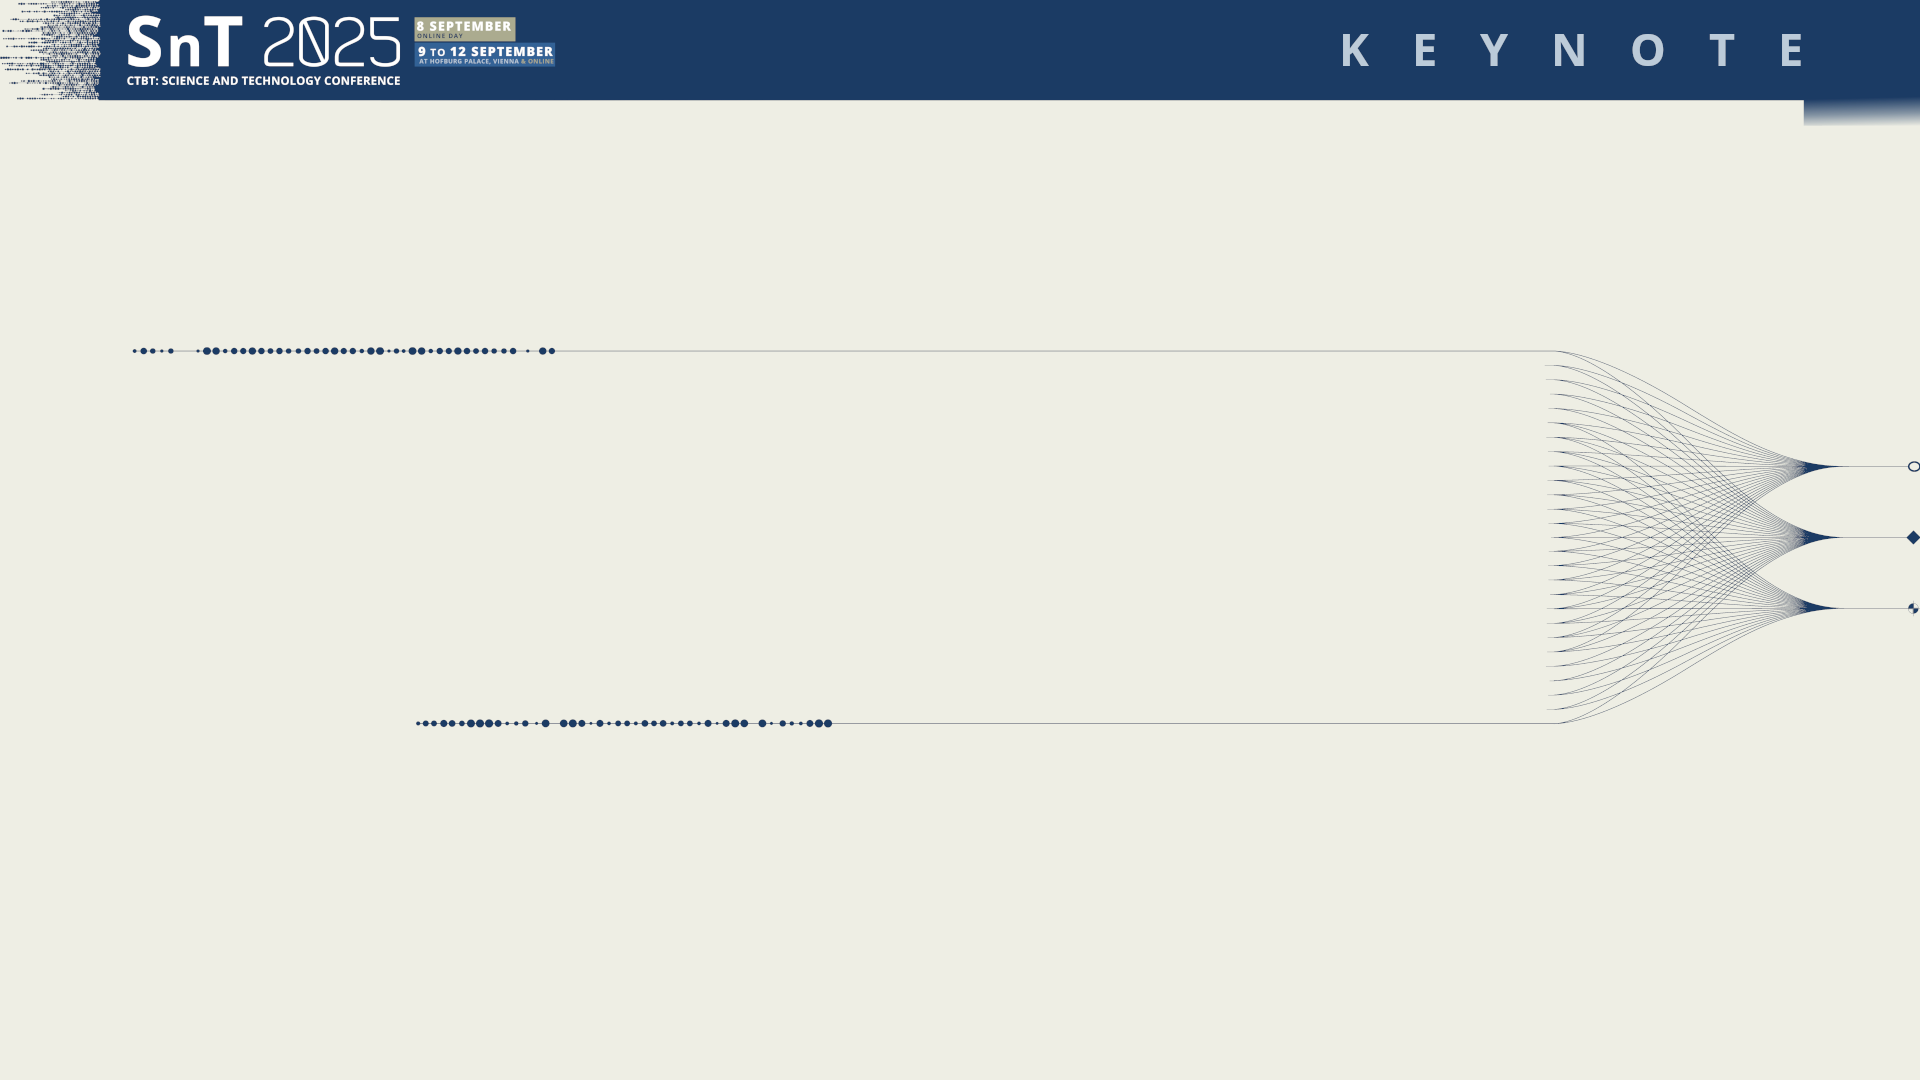 SnT 2025
CTBT: SCIENCE AND TECHNOLOGY CONFERENCE
8 SEPTEMBER
ONLINE DAY
9 TO 12 SEPTEMBER
AT HOFBURG PALACE, VIENNA & ONLINE
KEYNOTE